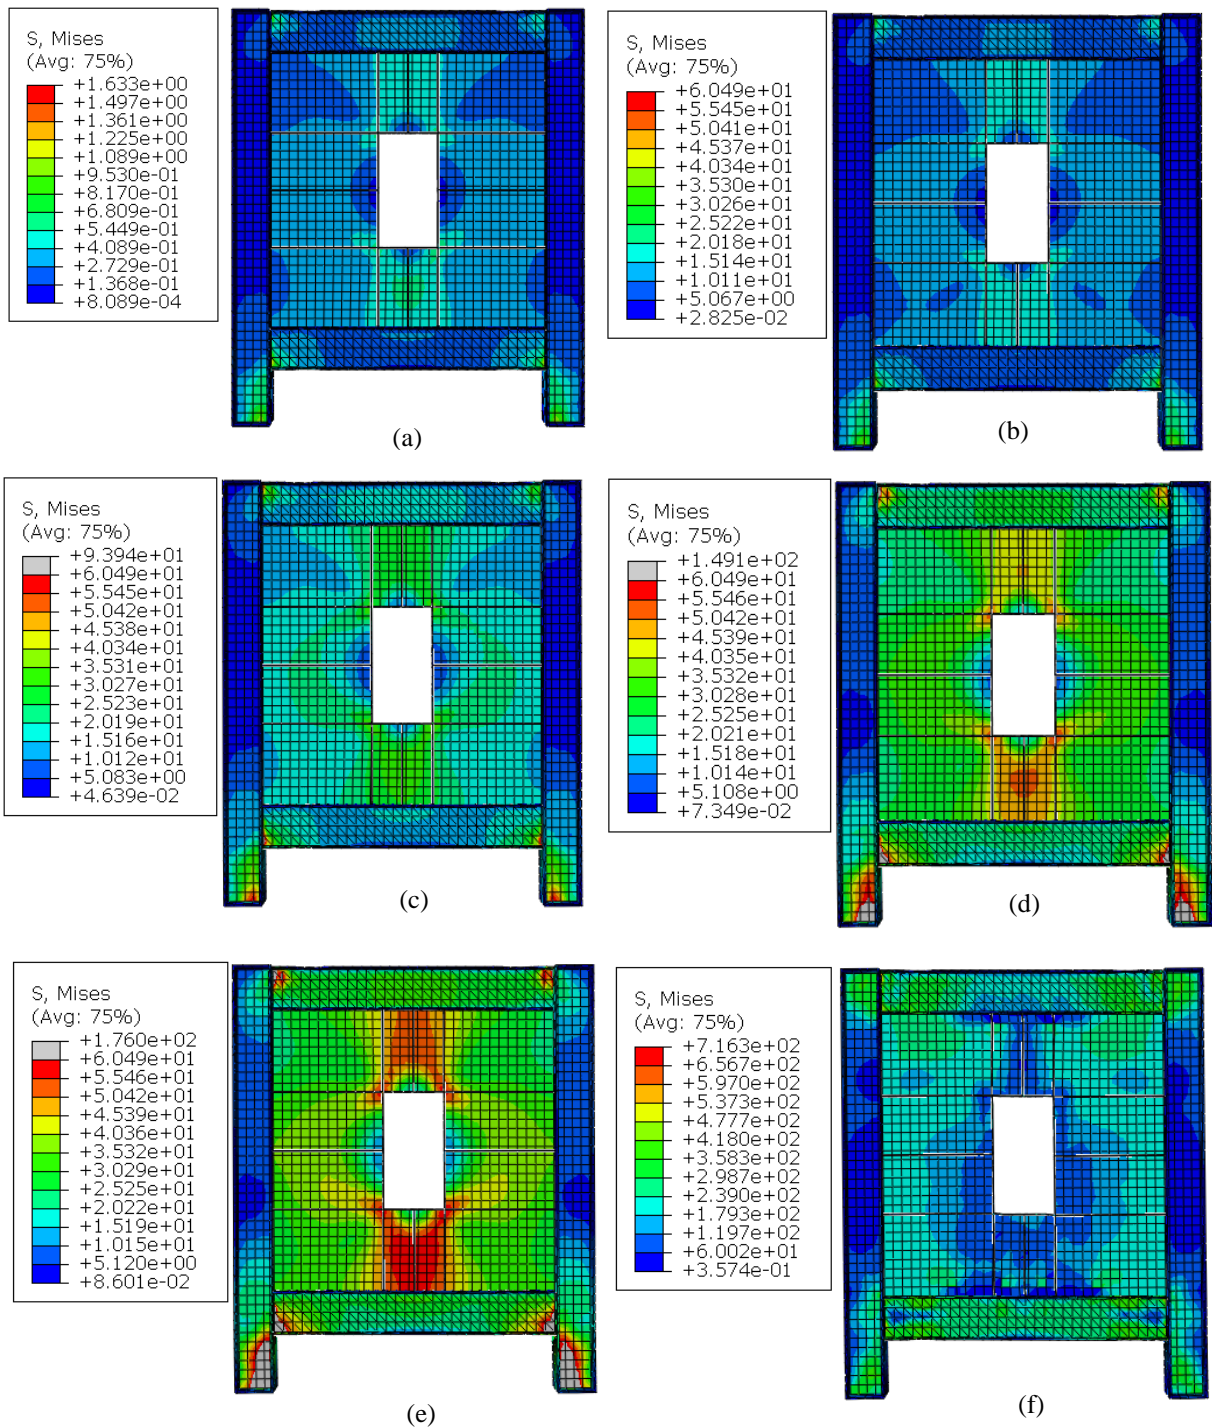 S, Mises
(Avg: 75%)
+1.633e+00
+1.497e+00
+1.361e+00
+1.225e+00
+1.089e+00
+9.530e-01
+8.170e-01
+6.809e-01
+5.449e-01
+4.089e-01
+2.729e-01
+1.368e-01
+8.089e-04
(a)
S, Mises
(Avg: 75%)
+6.049e+01
+5.545e+01
+5.041e+01
+4.537e+01
+4.034e+01
+3.530e+01
+3.026e+01
+2.522e+01
+2.018e+01
+1.514e+01
+1.011e+01
+5.067e+00
+2.825e-02
(b)
S, Mises
(Avg: 75%)
+9.394e+01
+6.049e+01
+5.545e+01
+5.042e+01
+4.538e+01
+4.034e+01
+3.531e+01
+3.027e+01
+2.523e+01
+2.019e+01
+1.516e+01
+1.012e+01
+5.083e+00
+4.639e-02
(c)
S, Mises
(Avg: 75%)
+1.491e+02
+6.049e+01
+5.546e+01
+5.042e+01
+4.539e+01
+4.035e+01
+3.532e+01
+3.028e+01
+2.525e+01
+2.021e+01
+1.518e+01
+1.014e+01
+5.108e+00
+7.349e-02
(d)
S, Mises
(Avg: 75%)
+1.760e+02
+6.049e+01
+5.546e+01
+5.042e+01
+4.539e+01
+4.036e+01
+3.532e+01
+3.029e+01
+2.525e+01
+2.022e+01
+1.519e+01
+1.015e+01
+5.120e+00
+8.601e-02
(e)
S, Mises
(Avg: 75%)
+7.163e+02
+6.567e+02
+5.970e+02
+5.373e+02
+4.777e+02
+4.180e+02
+3.583e+02
+2.987e+02
+2.390e+02
+1.793e+02
+1.197e+02
+6.002e+01
+3.574e-01
(f)